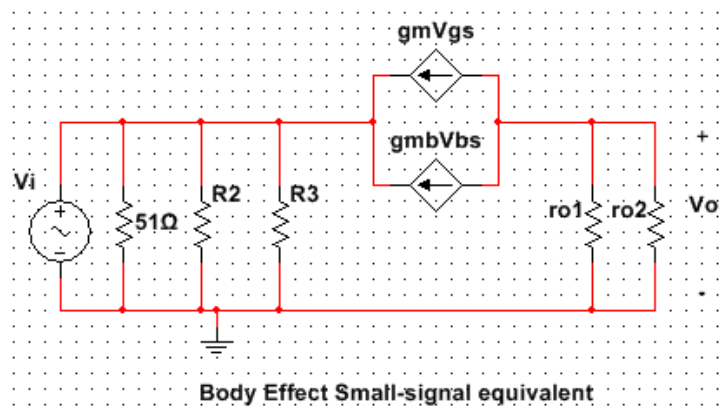 gmVgs
gmbVbs
Vi
+
51Ω
R2
R3
ro1
ro2
+
Vo
-
Body Effect Small-signal equivalent